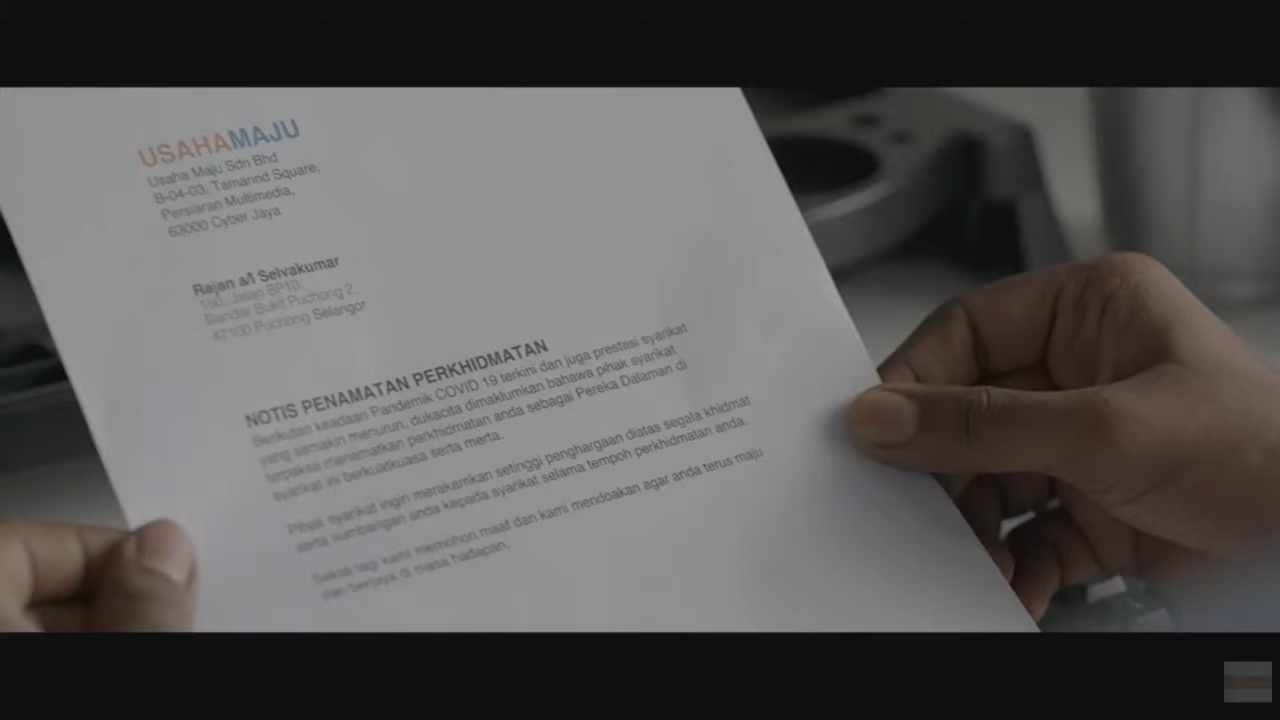 USAHAMAJU
Usaha Maju Sdn Bhd
B-04-03, Tamarind Square,
Persiaran Multimedia,
63000 Cyber Jaya
Rajan a/l Selvakumar
Jalan BP10,
Bandar Bukit Puchong 2,
47100 Puchong Selangor
NOTIS PENAMATAN PERKHIDMATAN
Berikutan keadaan Pandemik COVID 19 terkini dan juga prestasi syarikat
yang semakin menurun, dukacita dimaklumkan bahawa pihak syarikat
terpaksa menamatkan perkhidmatan anda sebagai Pereka Dalaman di
syarikat ini berkuatkuasa serta merta.
Pihak syarikat ingin merakamkan setinggi penghargaan diatas segala khidmat
serta sumbangan anda kepada syarikat selama tempoh perkhidmatan anda.
Sekali lagi kami memohon maaf dan kami mendoakan agar anda terus maju
dan berjaya di masa hadapan.